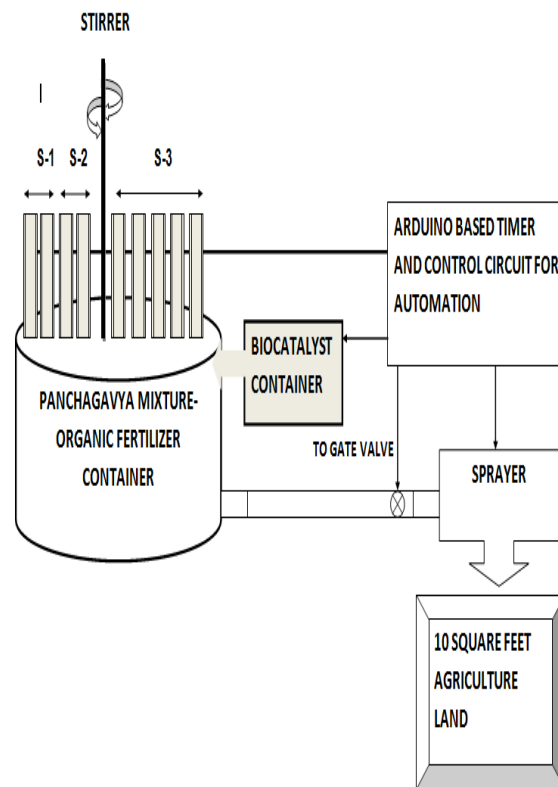 STIRRER
S-1
S-2
S-3
ARDUINO BASED TIMER
AND CONTROL CIRCUIT FOR
AUTOMATION
BIOCATALYST
CONTAINER
PANCHAGAVYA MIXTURE-
ORGANIC FERTILIZER
CONTAINER
TO GATE VALVE
SPRAYER
10 SQUARE FEET
AGRICULTURE
LAND